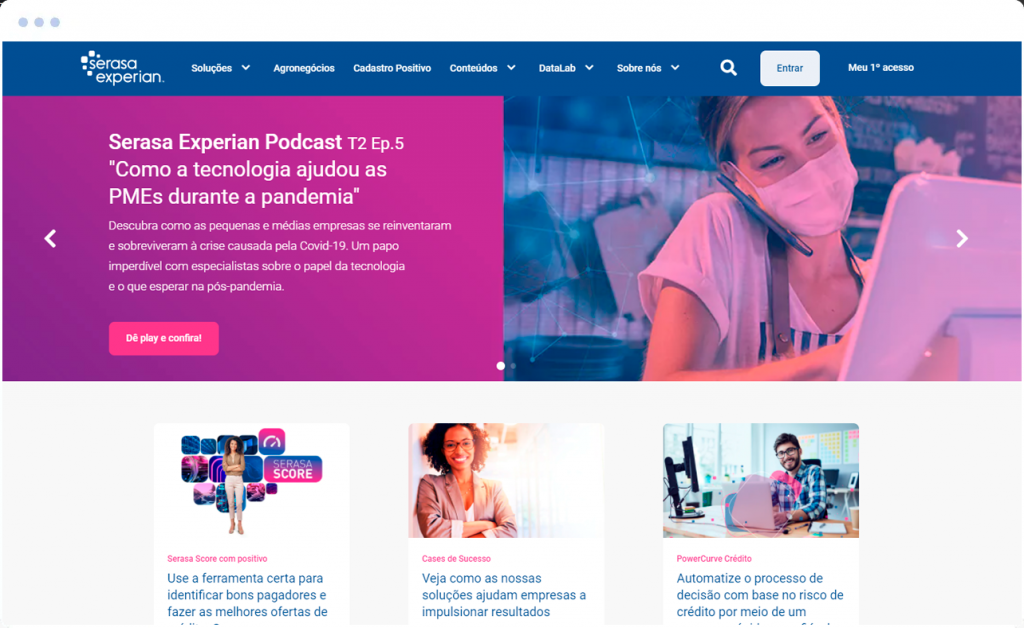 serasa
experian.
Soluções
Agronegócios
Cadastro Positivo
Conteúdos
DataLab
Sobre nós
Entrar
Meu 1º acesso
Serasa Experian Podcast T2 Ep.5
"Como a tecnologia ajudou as
PMEs durante a pandemia"
Descubra como as pequenas e médias empresas se reinventaram
e sobreviveram à crise causada pela Covid-19. Um papo
imperdível com especialistas sobre o papel da tecnologia
e o que esperar na pós-pandemia.
Dê play e confira!
SERASA
SCORE
Serasa Score com positivo
Use a ferramenta certa para
identificar bons pagadores e
fazer as melhores ofertas de
Cases de Sucesso
Veja como as nossas
soluções ajudam empresas a
impulsionar resultados
PowerCurve Crédito
Automatize o processo de
decisão com base no risco de
crédito por meio de um